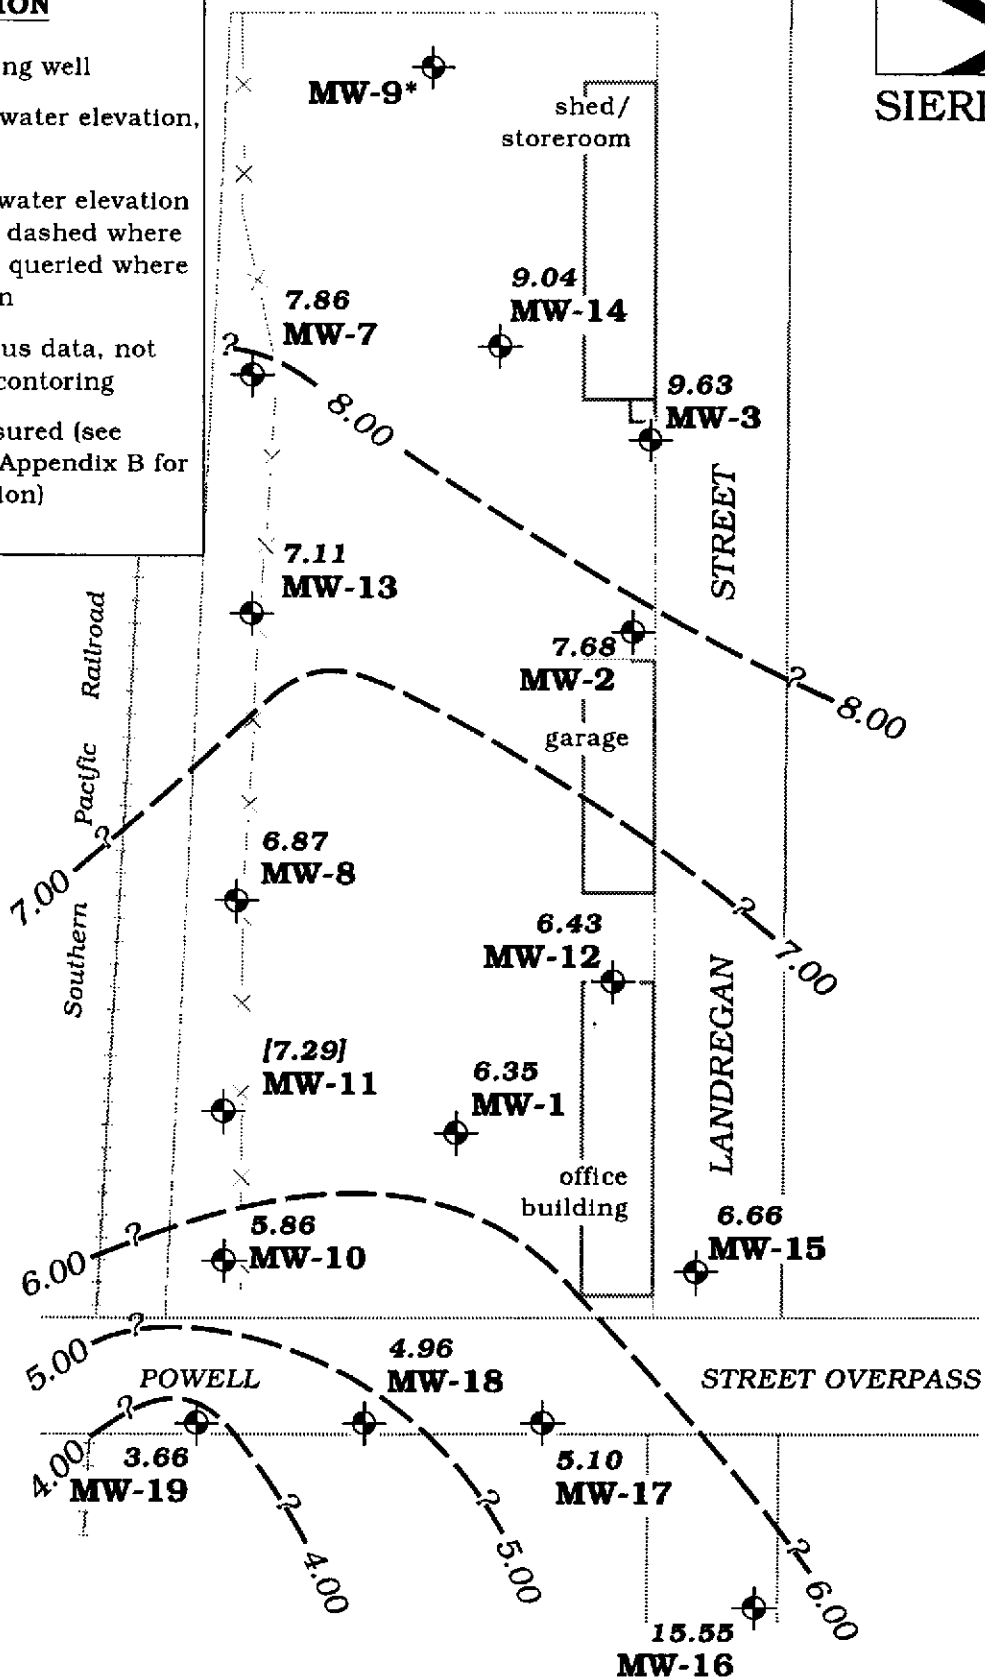 ng well
water elevation,
water elevation
dashed where
queried where
n
us data, not
contoring
sured (see
Appendix B for
ion)
MW-9*
shed/
storeroom
7.86
MW-7
9.04
MW-14
?
8.00
9.63
MW-3
STREET
7.11
MW-13
Railroad
7.68
MW-2
?
8.00
garage
Pacific
?
7.00
6.87
MW-8
Southern
6.43
MW-12
?
7.00
LANDREGAN
[7.29]
MW-11
6.35
MW-1
office
building
?
6.00
5.86
MW-10
6.66
MW-15
?
5.00
POWELL
4.96
MW-18
STREET OVERPASS
?
4.00
3.66
MW-19
5.10
MW-17
?
4.00
?
5.00
?
6.00
15.55
MW-16